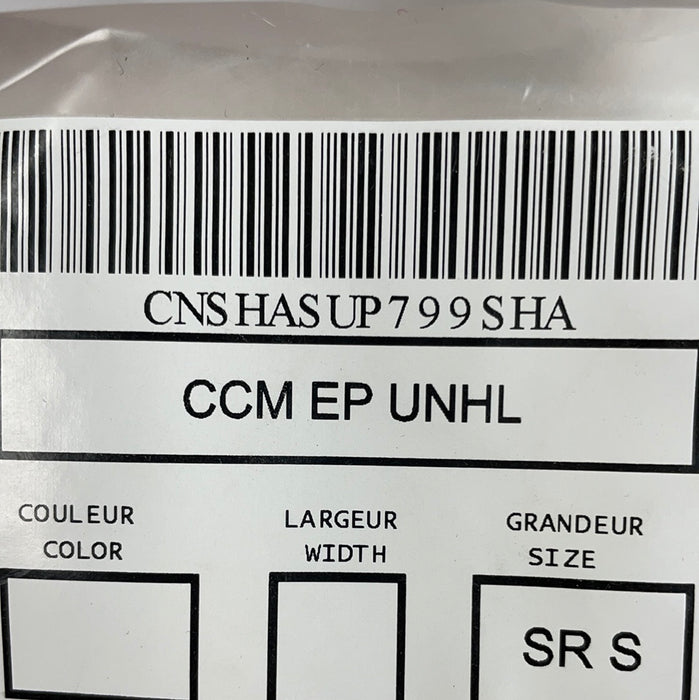 CNSHASUP799SHA
CCM EP UNHL
COULEUR LARGEUR GRANDEUR
COLOR WIDTH SIZE
SR S